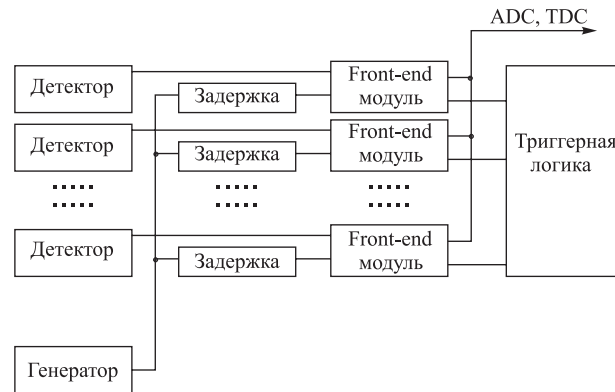 ADC, TDC
Детектор
Задержка
Front-end
модуль
Детектор
Задержка
Front-end
модуль
Триггерная
логика
Детектор
Задержка
Front-end
модуль
Генератор